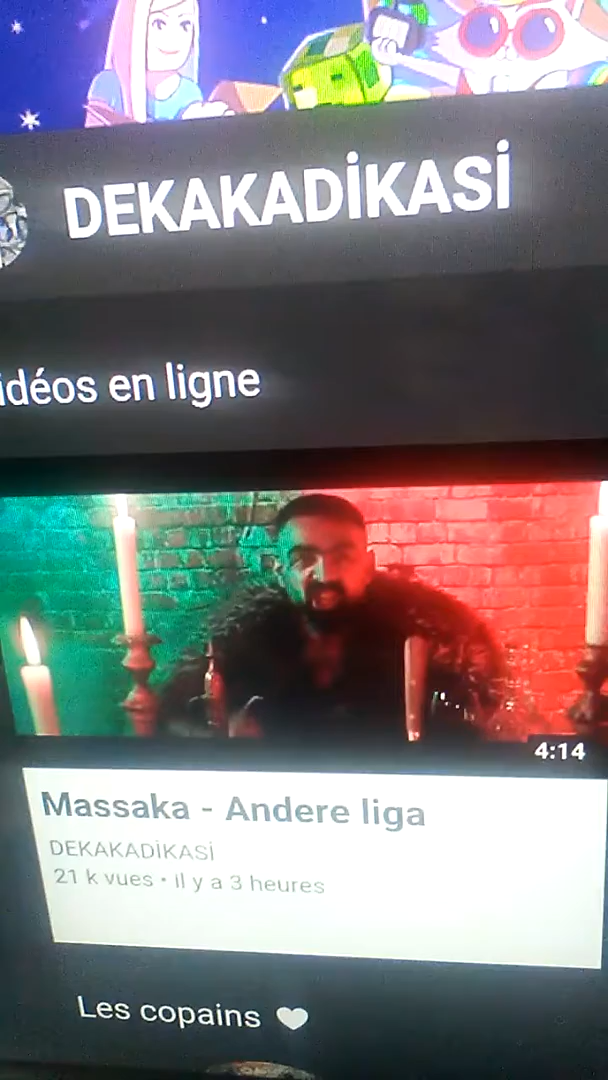 DEKAKADİKASİ
idéos en ligne
4:14
Massaka - Andere liga
DEKAKADİKASİ
21 k vues • il y a 3 heures
Les copains ♥